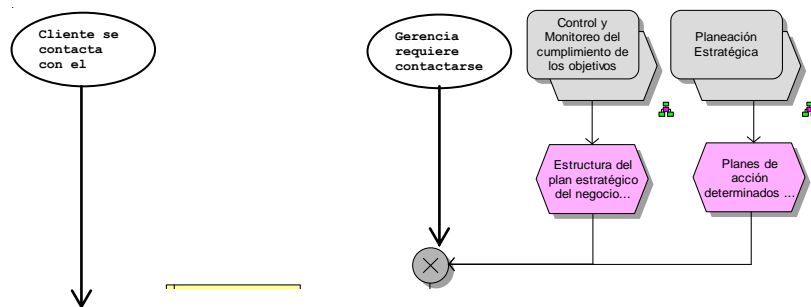 Cliente se
contacta
con el
Gerencia
requiere
contactarse
Control y
Monitoreo del
cumplimiento de
los objetivos
Planeación
Estratégica
Estructura del
plan estratégico
del negocio...
Planes de
acción
determinados ...